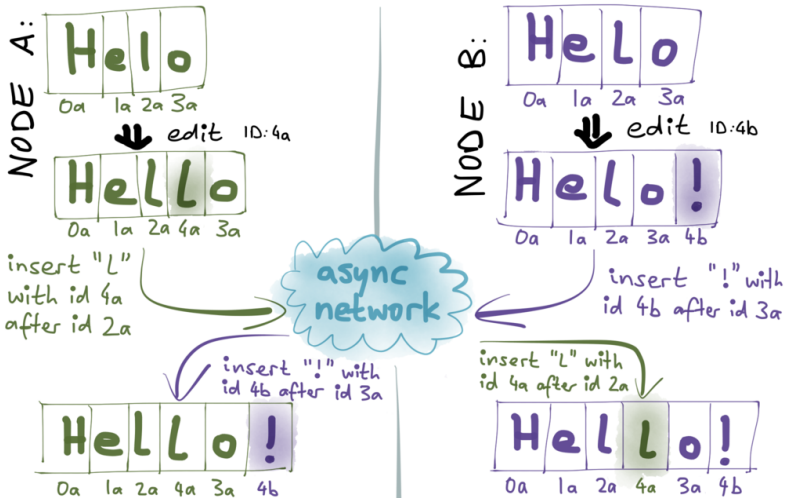 NODE A:
Helo
0a 1a 2a 3a
edit ID:4a
HelLo
0a 1a 2a 4a 3a
insert "L"
with id 4a
after id 2a
NODE B:
HeLo
0a 1a 2a 3a
edit ID:4b
HeLo!
0a 1a 2a 3a 4b
insert "!" with
id 4b after id 3a
async
network
insert "!" with
id 4b after id 3a
HelLo!
0a 1a 2a 4a 3a 4b
insert "L" with
id 4a after id 2a
Hello!
0a 1a 2a 4a 3a 4b